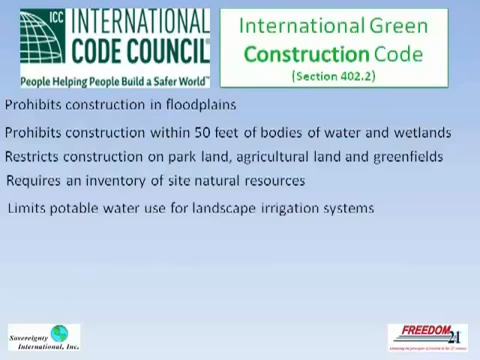 ICC INTERNATIONAL
CODE COUNCIL
People Helping People Build a Safer World™
International Green
Construction Code
(Section 402.2)
Prohibits construction in floodplains
Prohibits construction within 50 feet of bodies of water and wetlands
Restricts construction on park land, agricultural land and greenfields
Requires an inventory of site natural resources
Limits potable water use for landscape irrigation systems
Sovereignty
International, Inc.
FREEDOM21